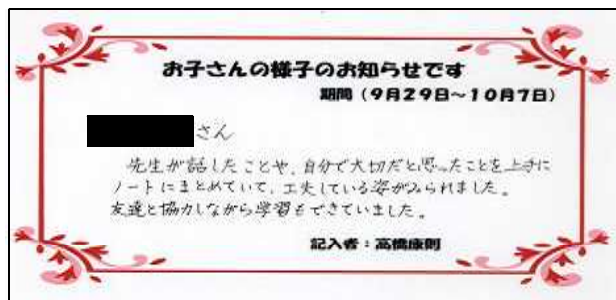 お子さんの様子のお知らせです
期間（9月29日～10月7日）
さん
先生が話したことや、自分で大切だと思ったことを上手に
ノートにまとめていて、工夫している姿がみられました。
友達と協力しながら学習もできていました。
記入者：高橋康則